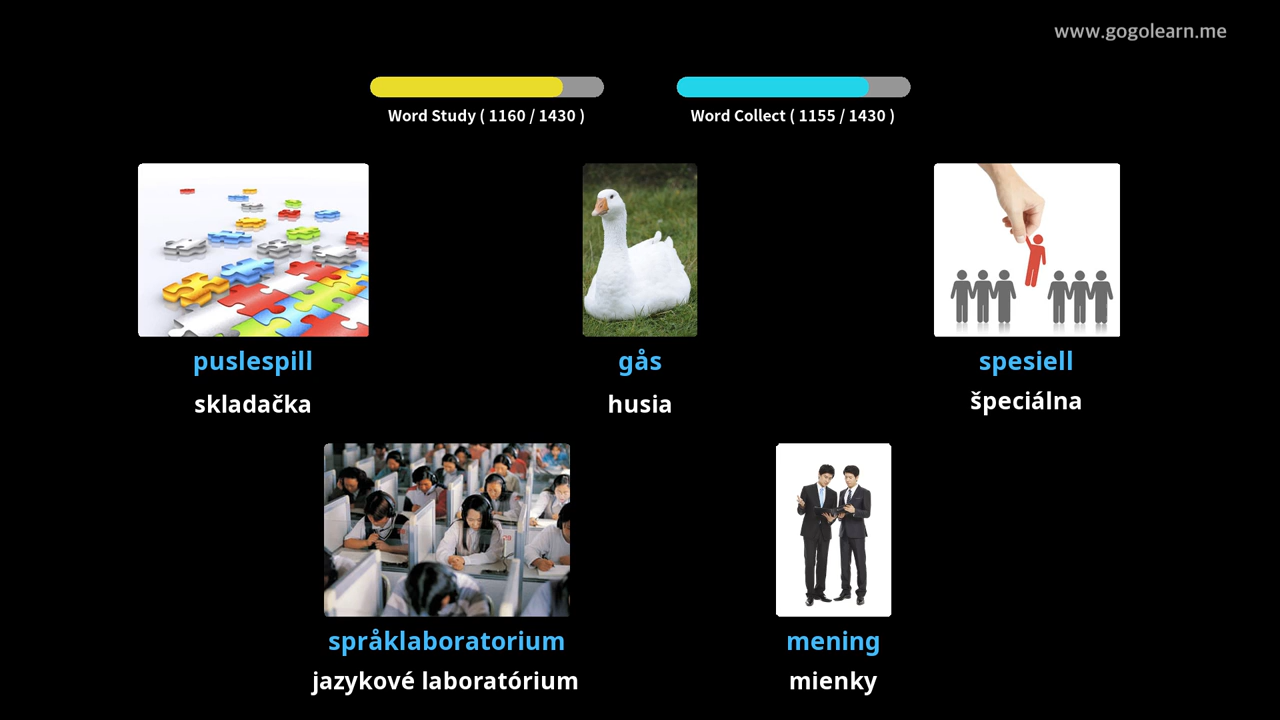 www.gogolearn.me
Word Study ( 1160 / 1430 )
Word Collect ( 1155 / 1430 )
puslespill
skladačka
gås
husia
spesiell
špeciálna
språklaboratorium
jazykové laboratórium
mening
mienky